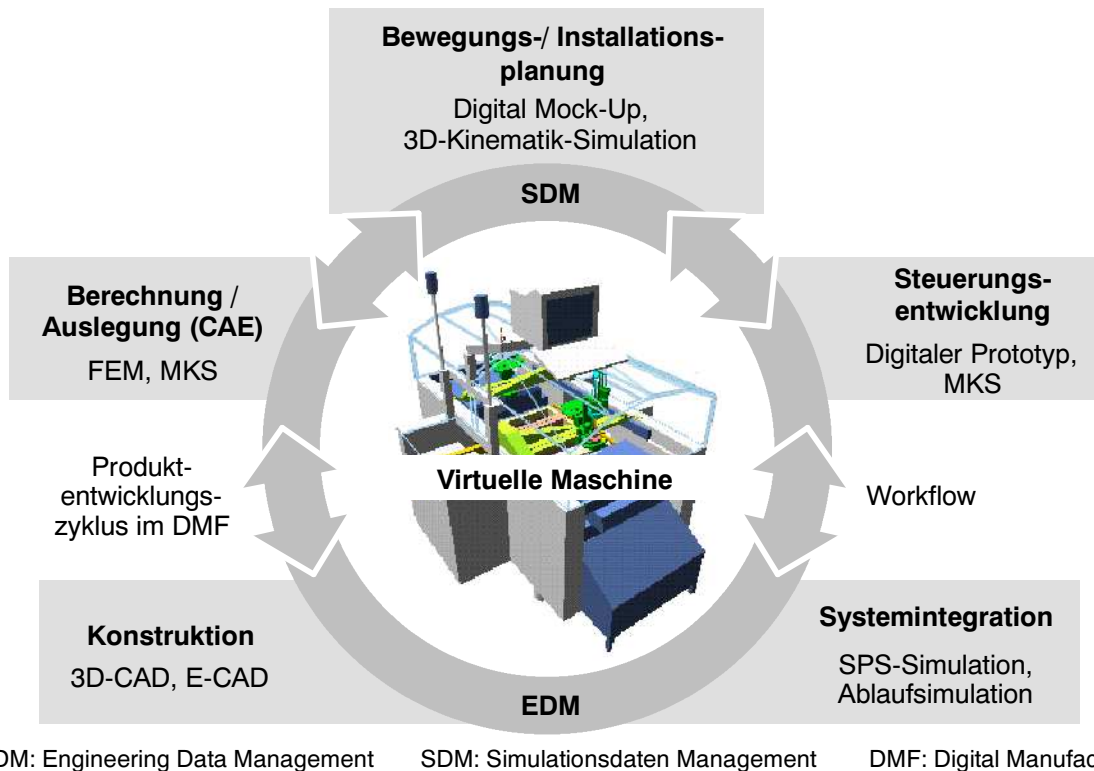 Bewegungs-/ Installations-
planung
Digital Mock-Up,
3D-Kinematik-Simulation
SDM
Berechnung /
Auslegung (CAE)
FEM, MKS
Steuerungs-
entwicklung
Digitaler Prototyp,
MKS
Produkt-
entwicklungs-
zyklus im DMF
Virtuelle Maschine
Workflow
Konstruktion
3D-CAD, E-CAD
Systemintegration
SPS-Simulation,
Ablaufsimulation
EDM
DM: Engineering Data Management SDM: Simulationsdaten Management DMF: Digital Manufac